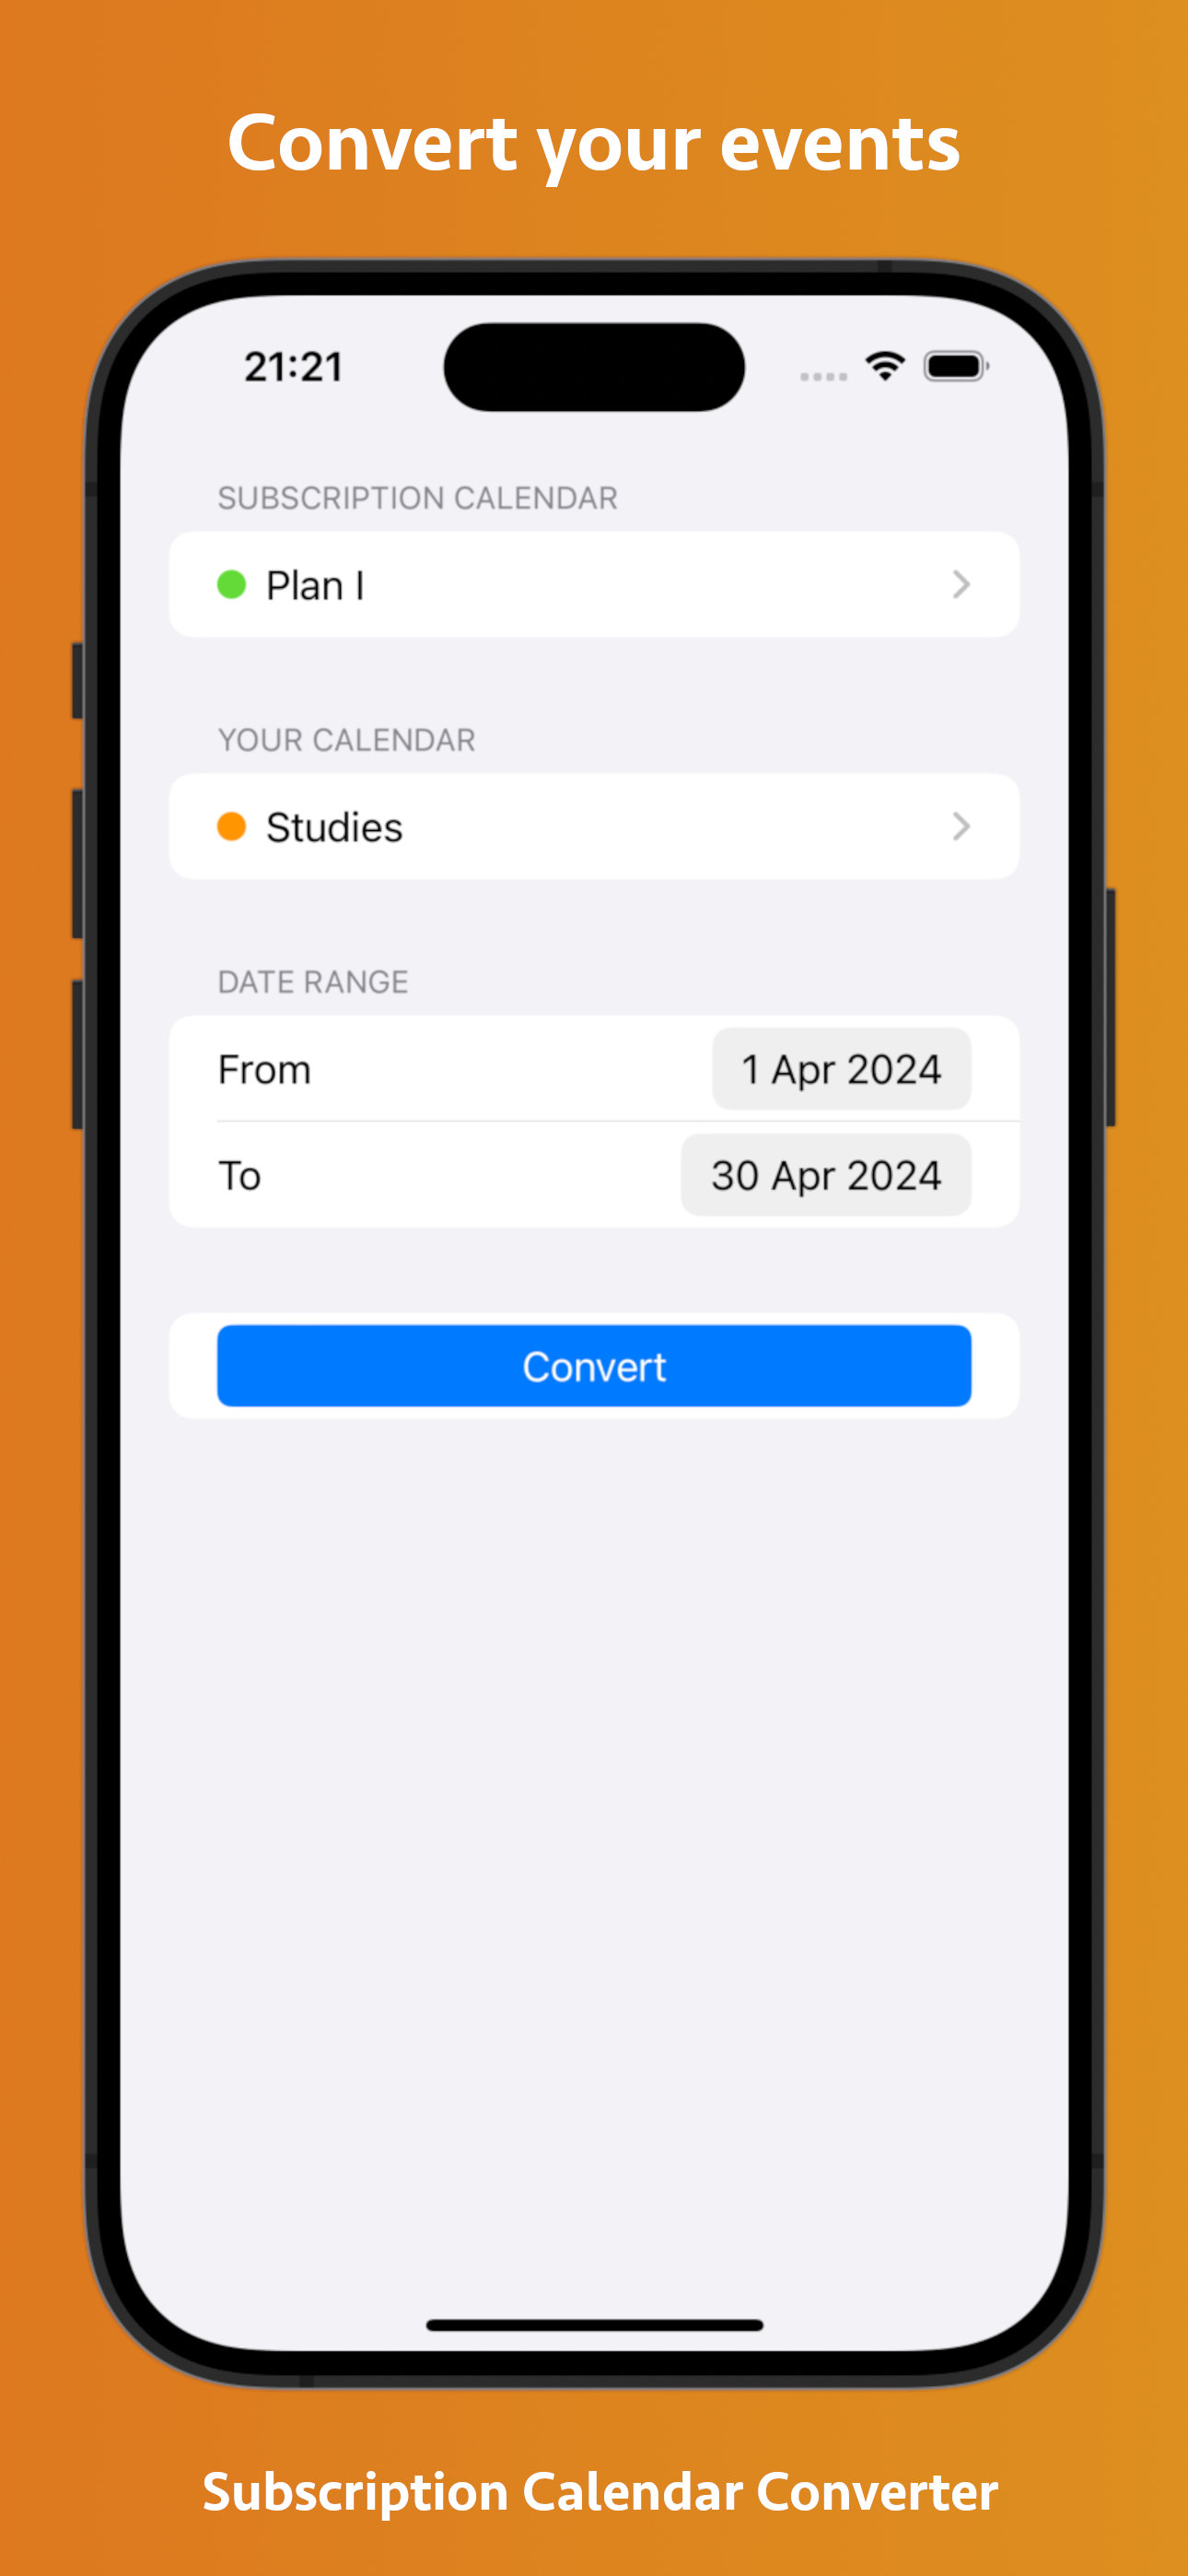 Convert your events
21:21
SUBSCRIPTION CALENDAR
Plan I
YOUR CALENDAR
Studies
DATE RANGE
From 1 Apr 2024
To 30 Apr 2024
Convert
Subscription Calendar Converter